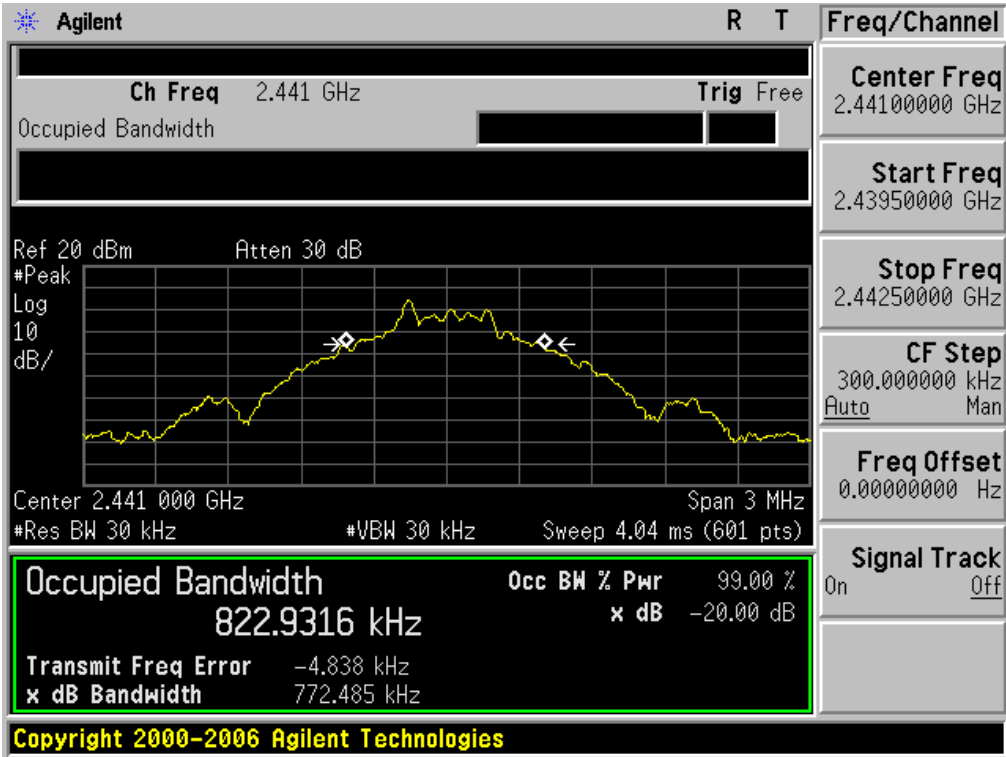 Agilent R T Freq/Channel
Ch Freq 2.441 GHz Trig Free
Occupied Bandwidth
Center Freq
2.44100000 GHz
Start Freq
2.43950000 GHz
Stop Freq
2.44250000 GHz
CF Step
300.000000 kHz
Auto Man
Freq Offset
0.00000000 Hz
Signal Track
On Off
Ref 20 dBm Atten 30 dB
#Peak
Log
10
dB/
Center 2.441 000 GHz Span 3 MHz
#Res BW 30 kHz #VBW 30 kHz Sweep 4.04 ms (601 pts)
Occupied Bandwidth Occ BW % Pwr 99.00 %
822.9316 kHz x dB -20.00 dB
Transmit Freq Error -4.838 kHz
x dB Bandwidth 772.485 kHz
Copyright 2000-2006 Agilent Technologies